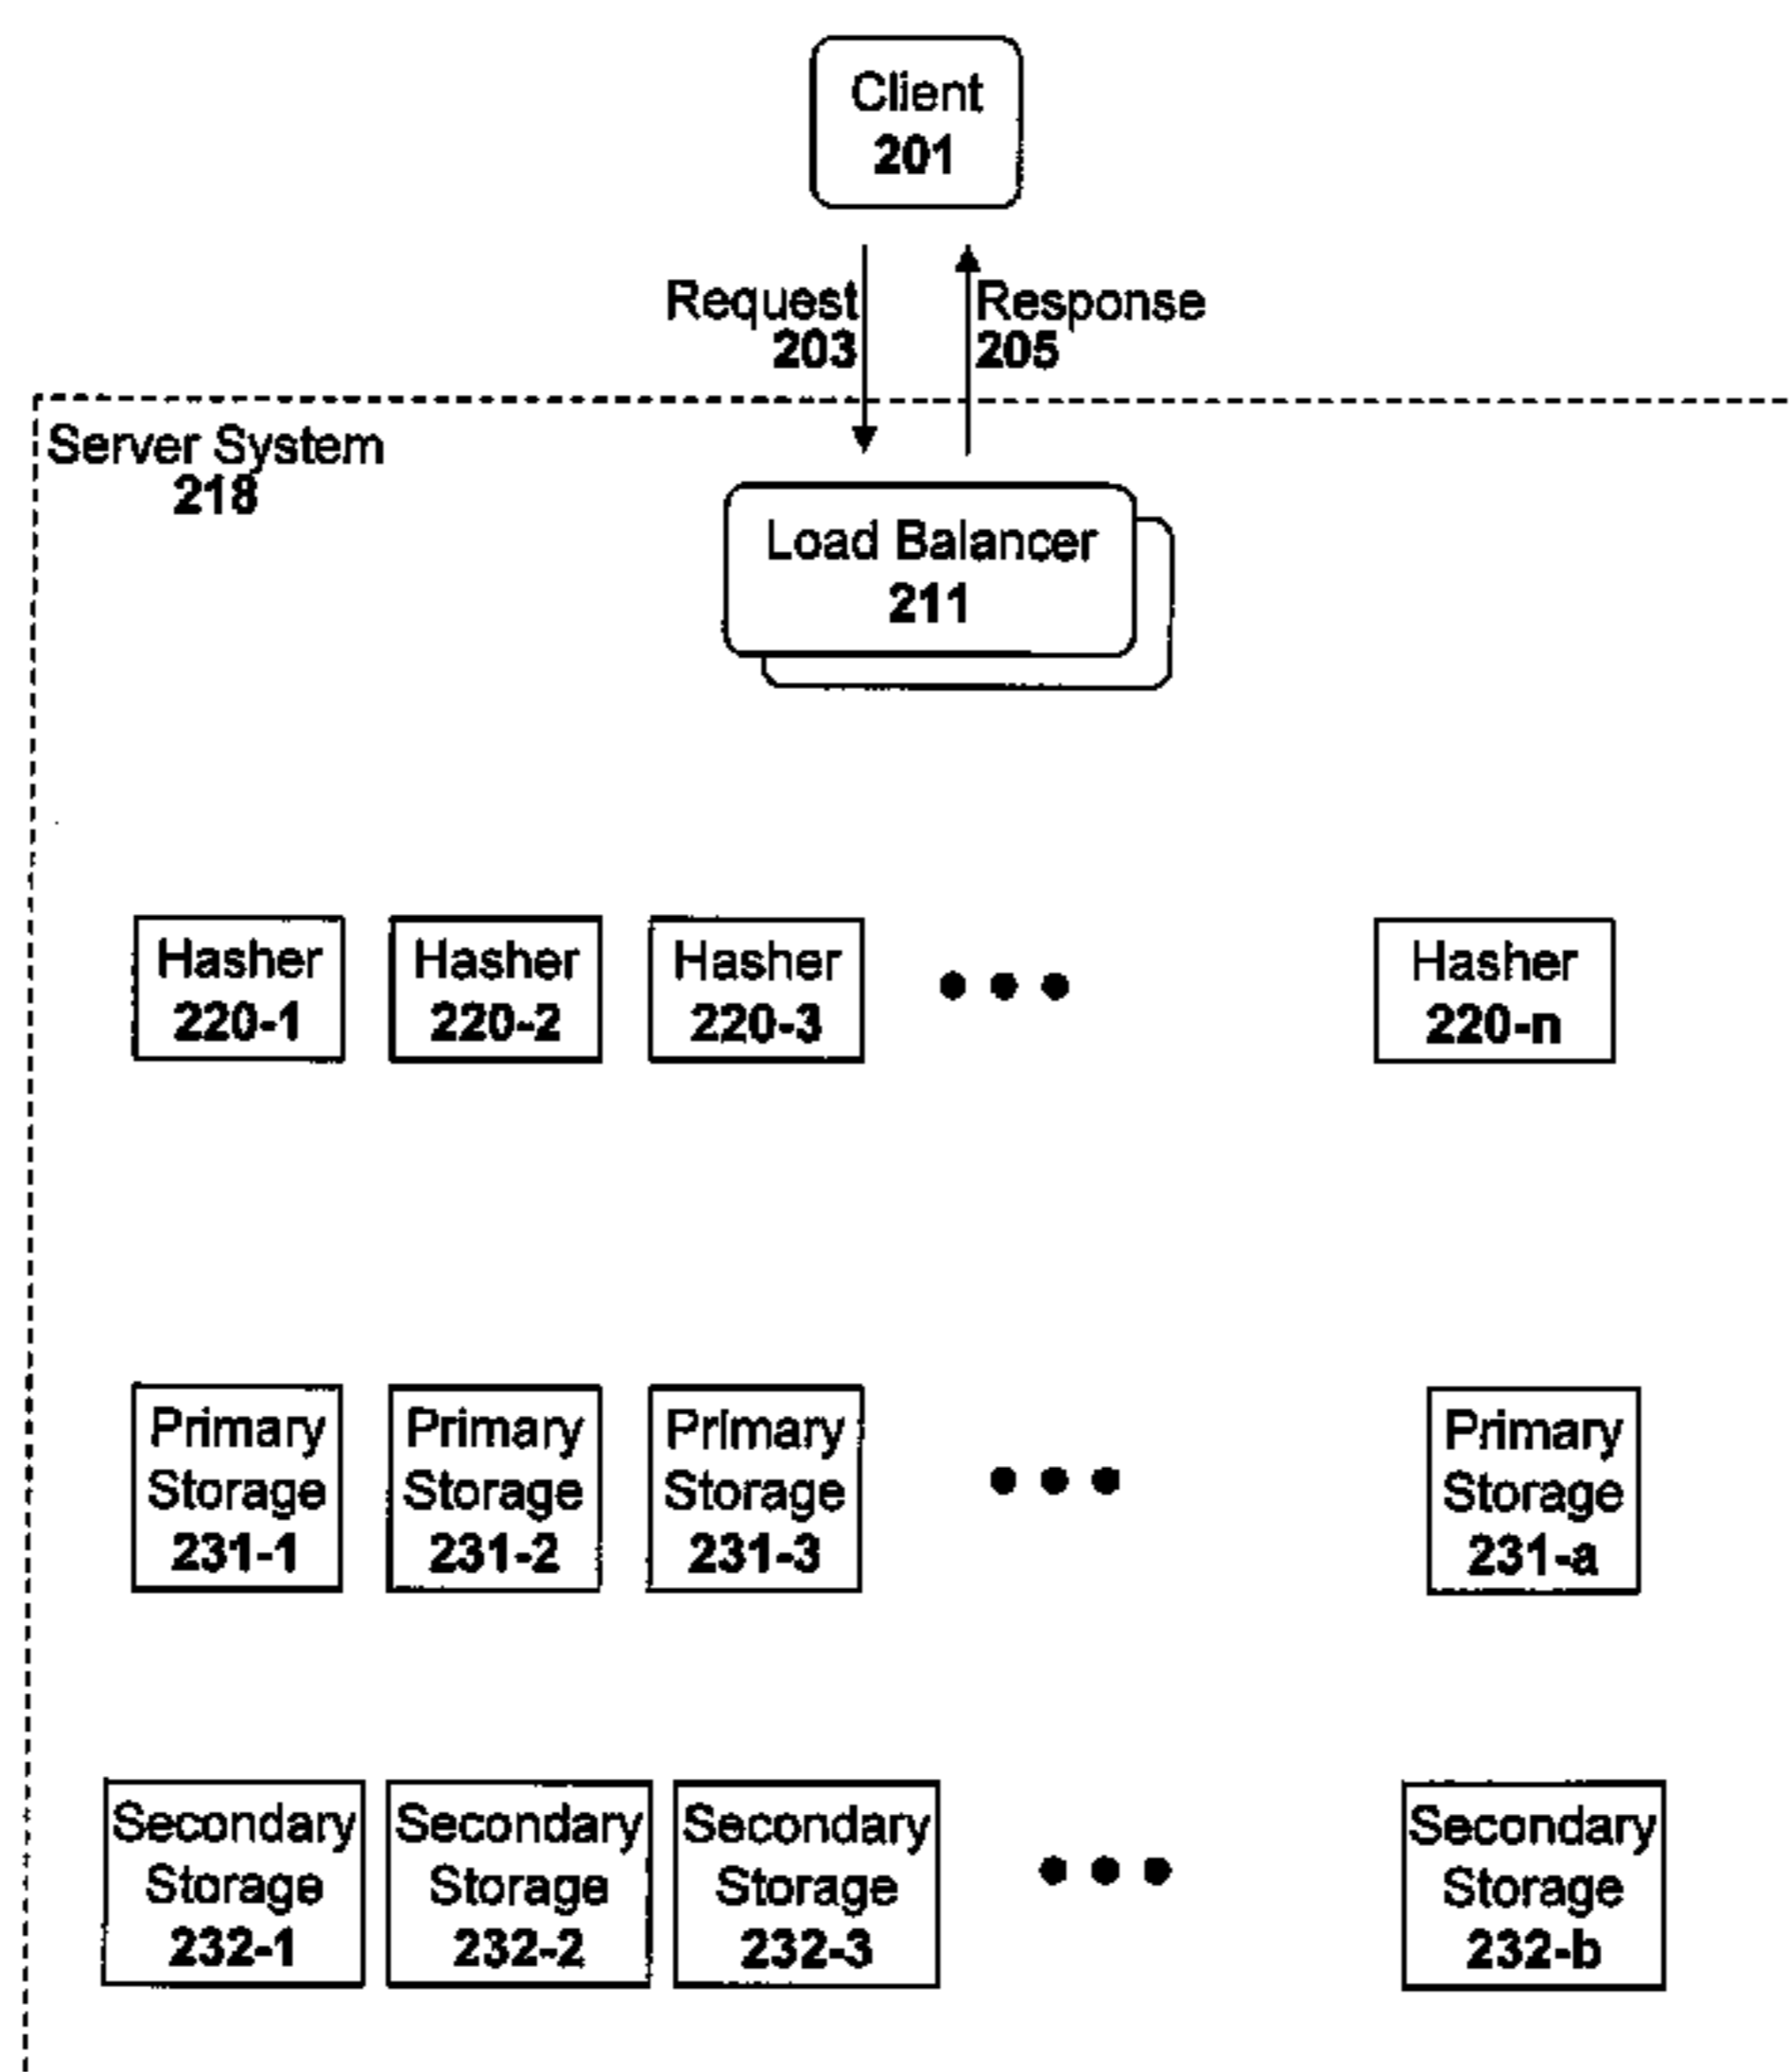 Client
201
Request
203
Response
205
Server System
218
Load Balancer
211
Hasher
220-1
Hasher
220-2
Hasher
220-3
Hasher
220-n
Primary
Storage
231-1
Primary
Storage
231-2
Primary
Storage
231-3
Primary
Storage
231-a
Secondary
Storage
232-1
Secondary
Storage
232-2
Secondary
Storage
232-3
Secondary
Storage
232-b